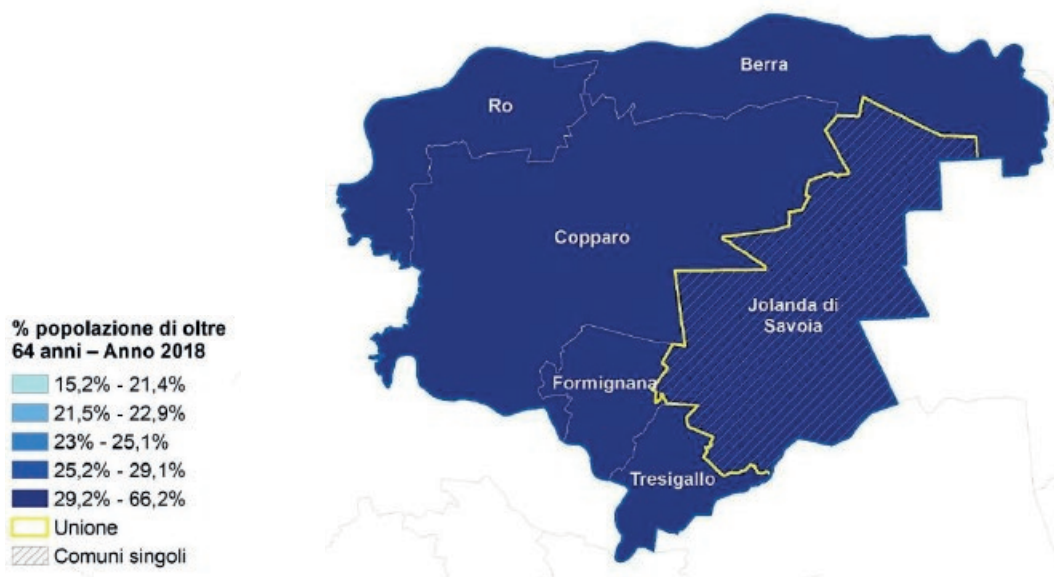 Berra
Ro
Copparo
Jolanda di
Savoia
Formignana
Tresigallo
% popolazione di oltre
64 anni – Anno 2018
15,2% - 21,4%
21,5% - 22,9%
23% - 25,1%
25,2% - 29,1%
29,2% - 66,2%
Unione
Comuni singoli